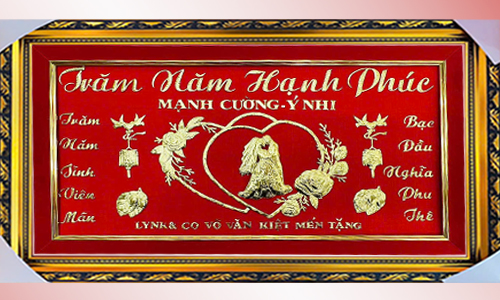 Trăm Năm Hạnh Phúc
MẠNH CƯỜNG-Ý NHI
Trăm
Năm
Tình
Viên
Mãn
Bạc
Đầu
Nghĩa
Phu
Thê
LYNK& CO VÕ VĂN KIỆT MẾN TẶNG